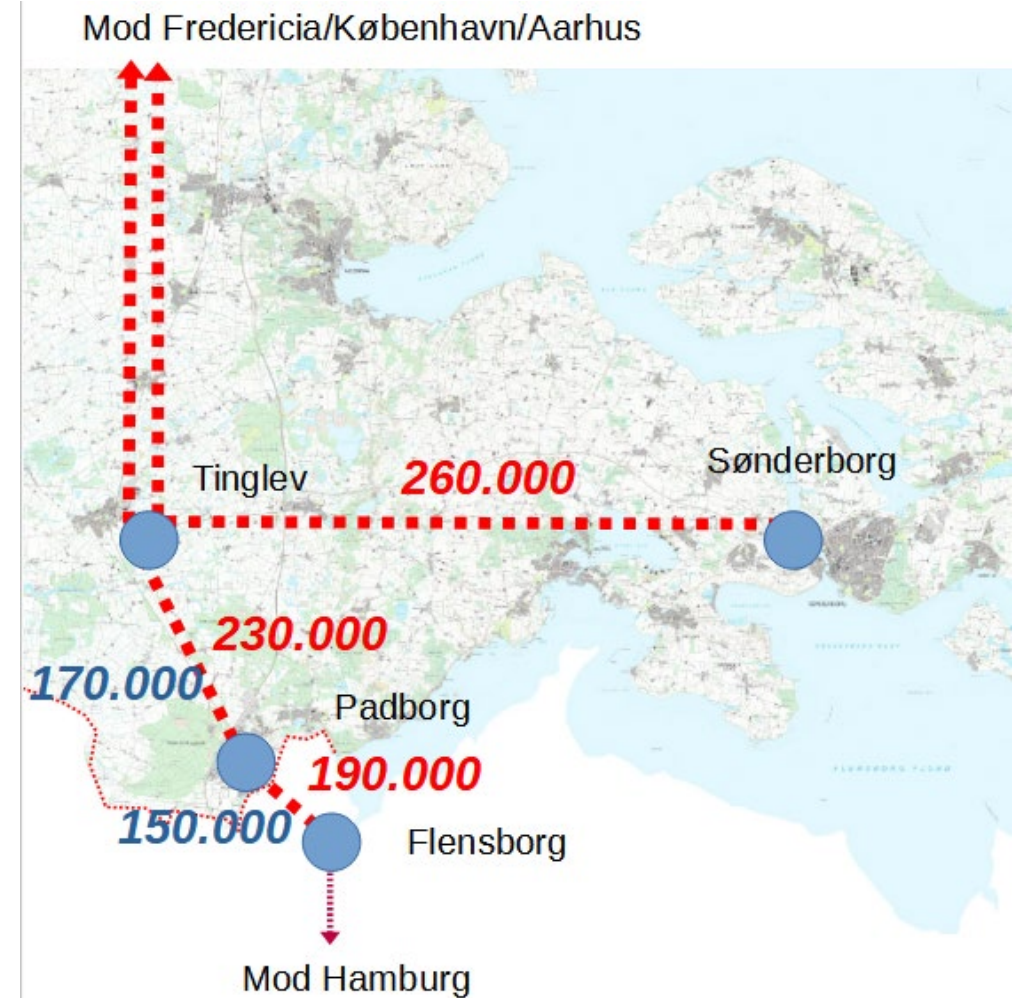 Mod Fredericia/København/Aarhus
Tinglev
260.000
Sønderborg
230.000
170.000
Padborg
190.000
150.000
Flensborg
Mod Hamburg